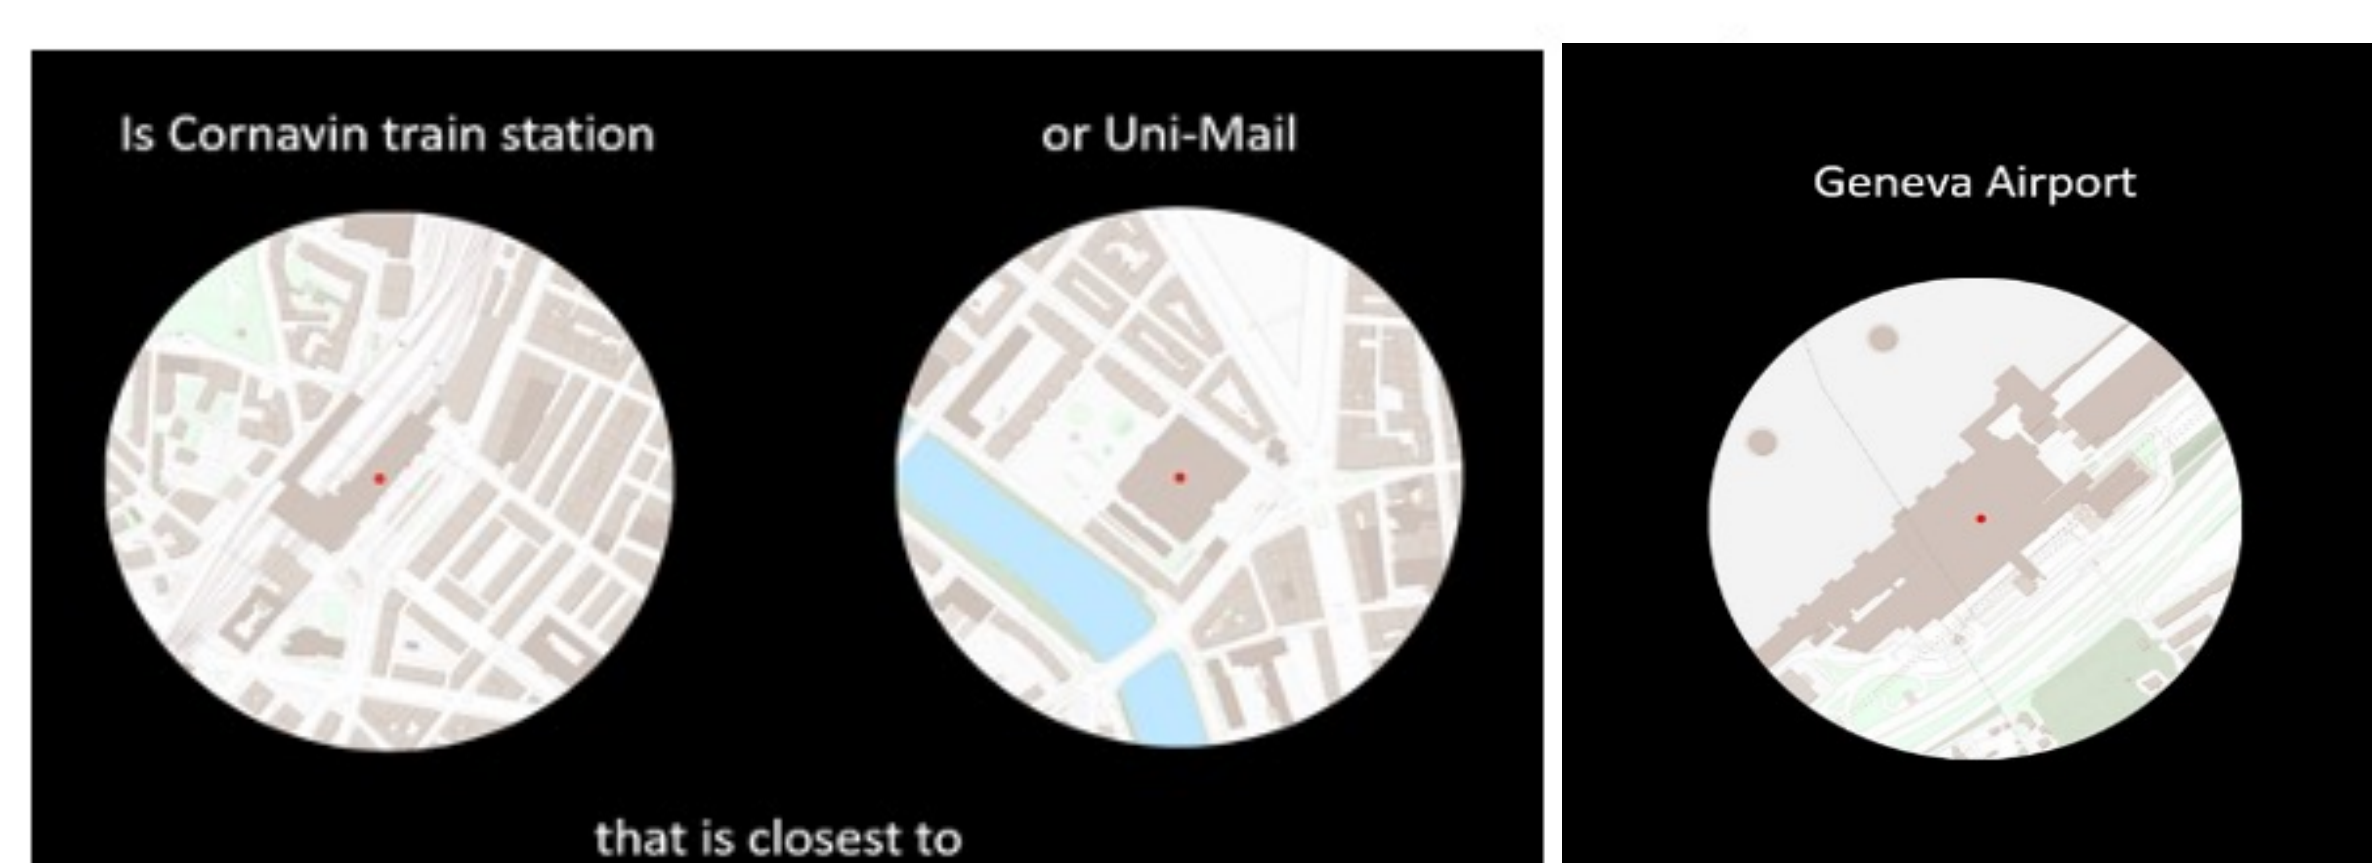 Is Cornavin train station
or Uni-Mail
that is closest to
Geneva Airport